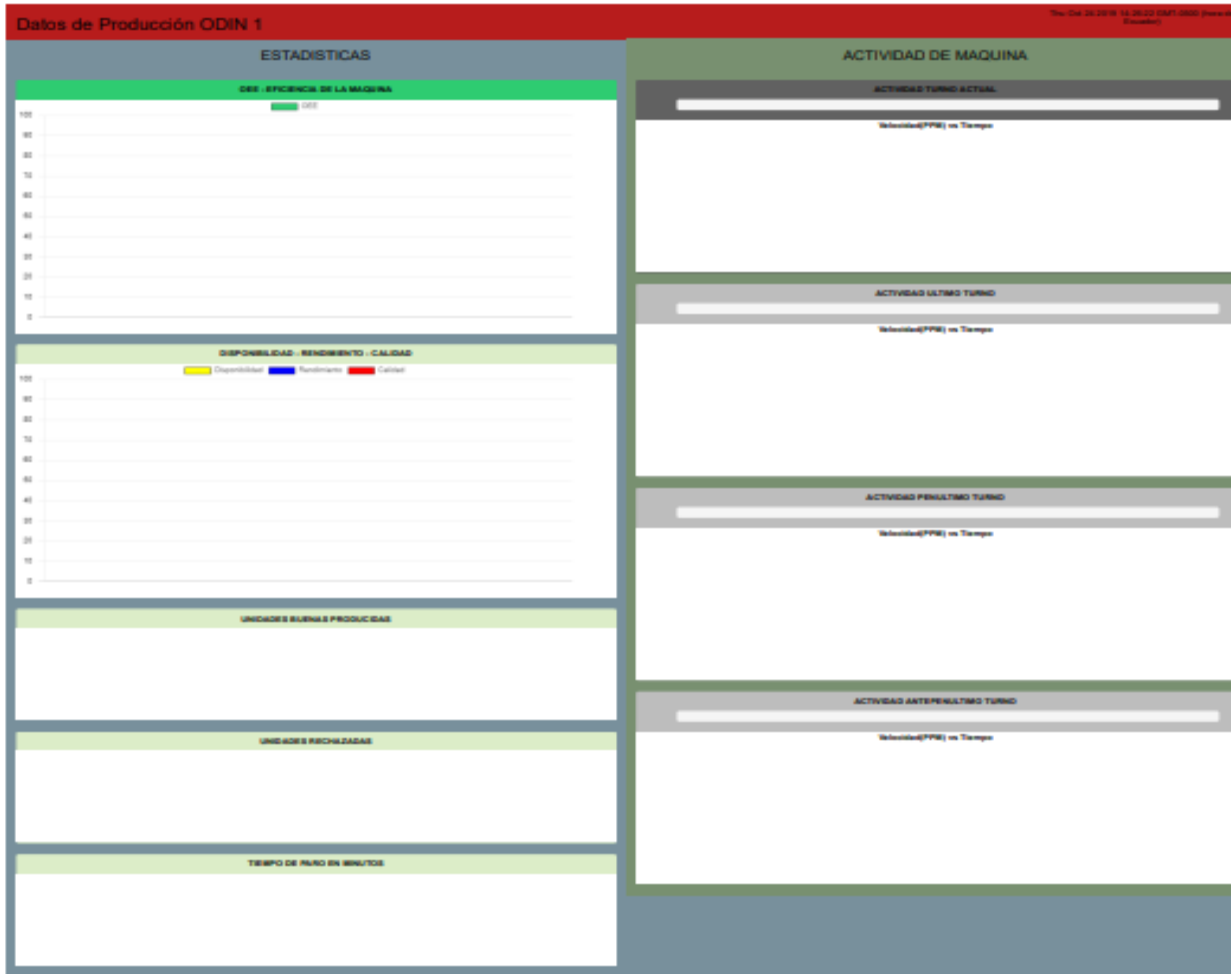 Datos de Producción ODIN 1
Ecuador)
ESTADISTICAS
OEE : EFICIENCIA DE LA MAQUINA
OEE
100
90
80
70
60
50
40
30
20
10
0
DISPONIBILIDAD - RENDIMIENTO - CALIDAD
Disponibilidad Rendimiento Calidad
100
90
80
70
60
50
40
30
20
10
0
UNIDADES BUENAS PRODUCIDAS
UNIDADES RECHAZADAS
TIEMPO DE PARO EN MINUTOS
ACTIVIDAD DE MAQUINA
ACTIVIDAD TURNO ACTUAL
Velocidad(PPM) vs Tiempo
ACTIVIDAD ULTIMO TURNO
Velocidad(PPM) vs Tiempo
ACTIVIDAD PENULTIMO TURNO
Velocidad(PPM) vs Tiempo
ACTIVIDAD ANTEPENULTIMO TURNO
Velocidad(PPM) vs Tiempo